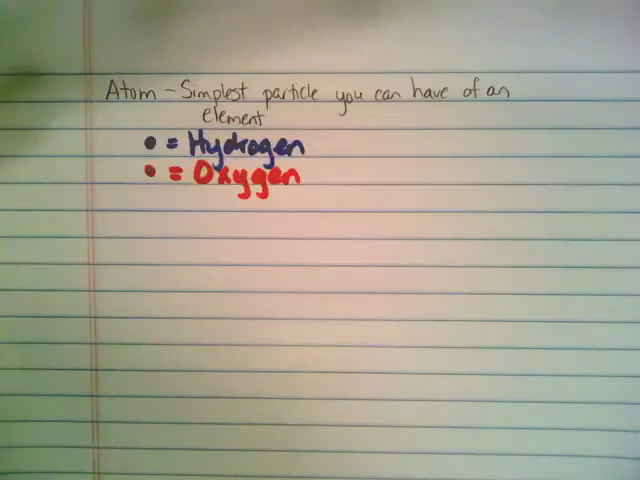 Atom - Simplest particle you can have of an
element
• = Hydrogen
• = Oxygen